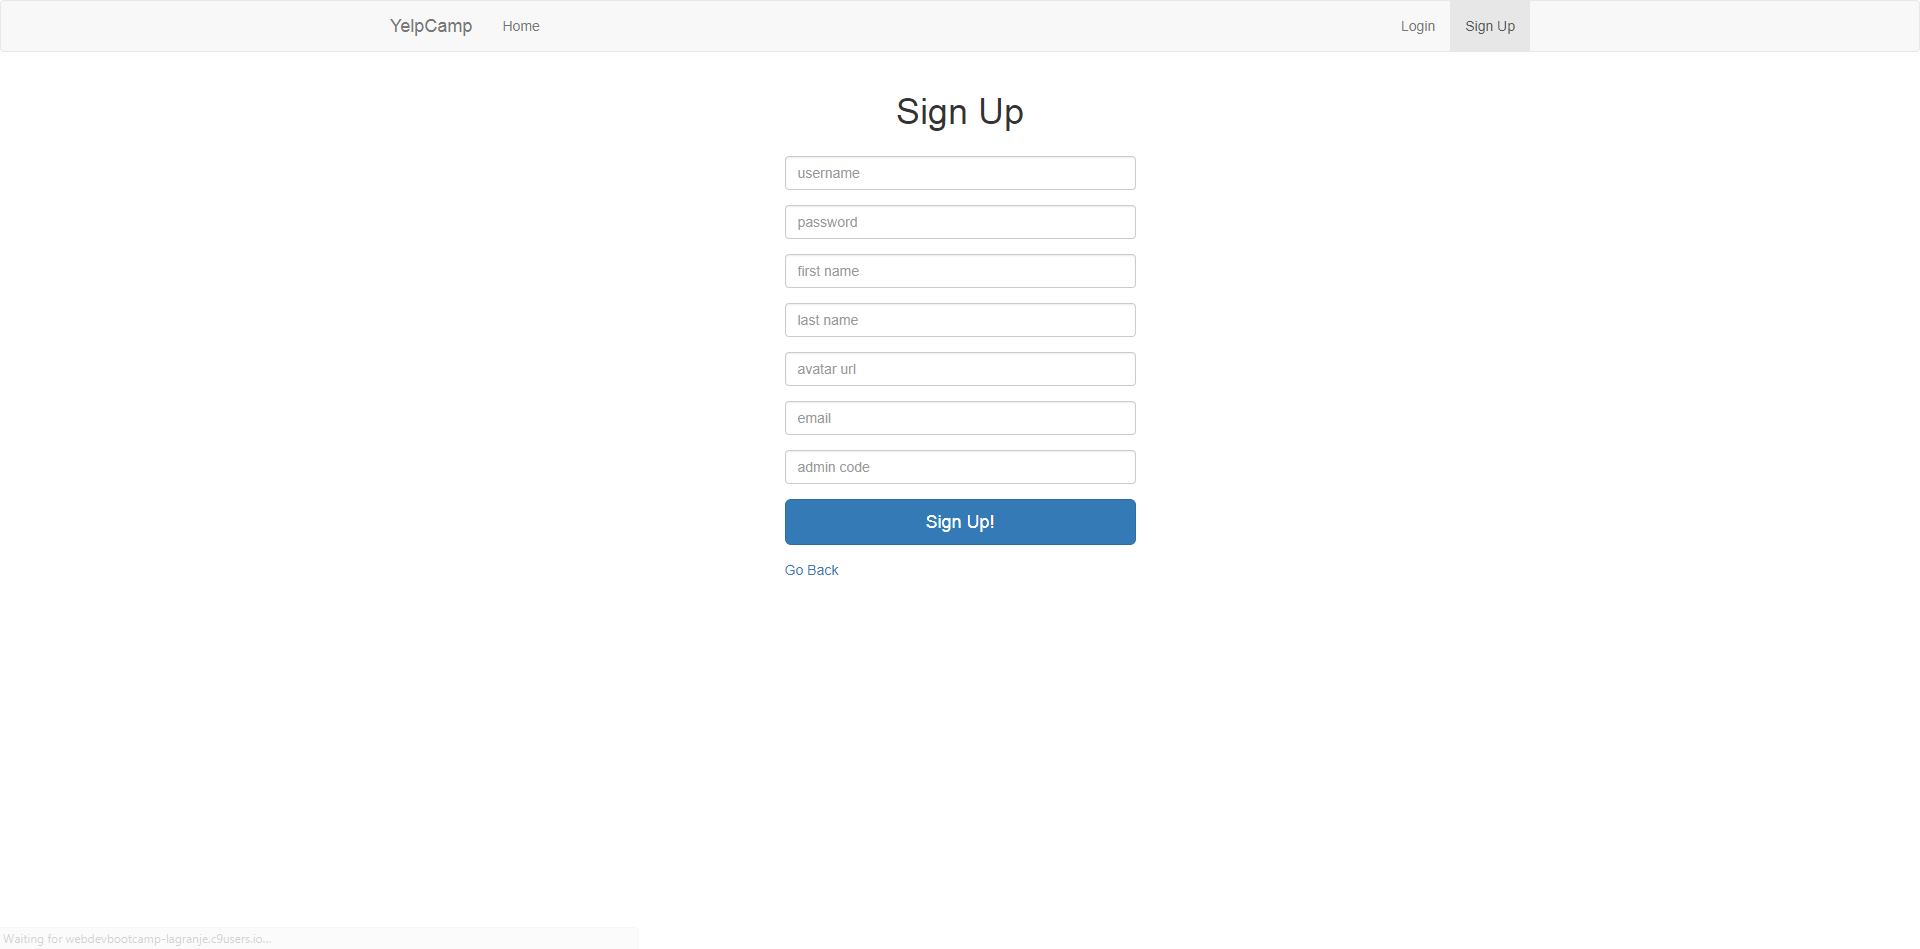 YelpCamp Home Login Sign Up
Sign Up
username
password
first name
last name
avatar url
email
admin code
Sign Up!
Go Back
Waiting for webdevbootcamp-lagranje.c9users.io...